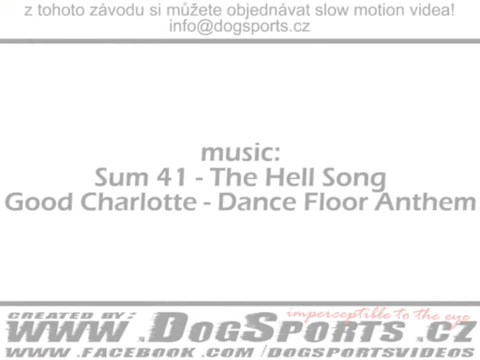 z tohoto závodu si můžete objednávat slow motion videa!
info@dogsports.cz
music:
Sum 41 - The Hell Song
Good Charlotte - Dance Floor Anthem
CREATED BY:
imperceptible to the eye
WWW.DOGSPORTS.CZ
WWW.FACEBOOK.COM/DOGSPORTSVIDEOS